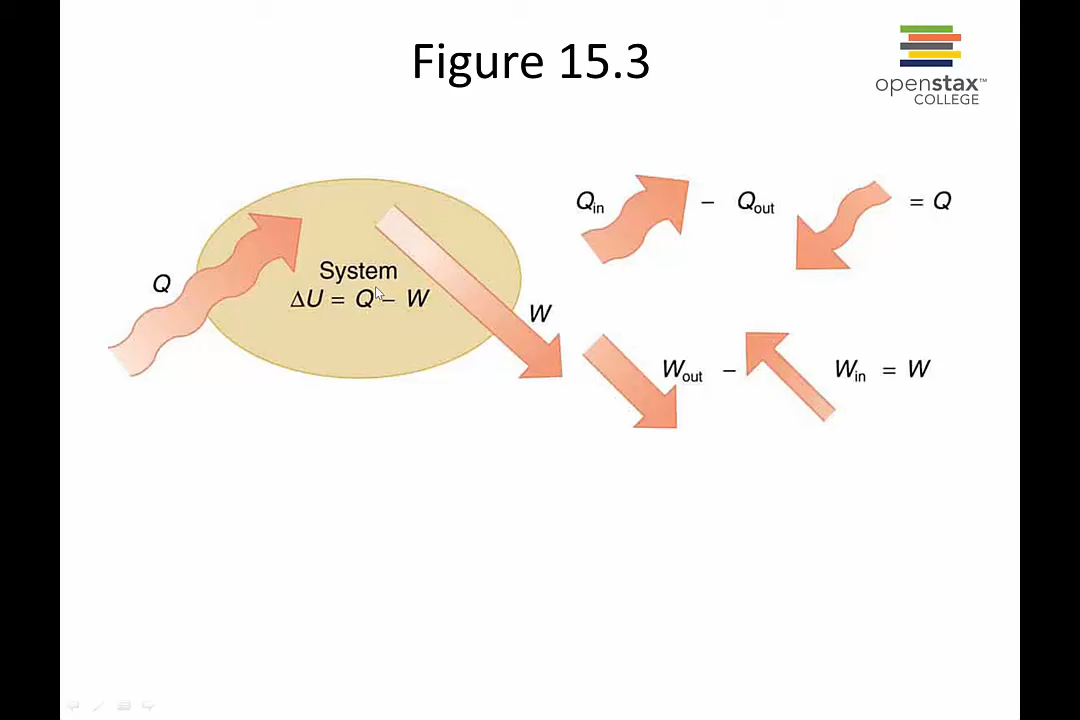 Figure 15.3
openstax™
COLLEGE
Qin − Qout = Q
Q
System
ΔU = Q − W
W
Wout − Win = W